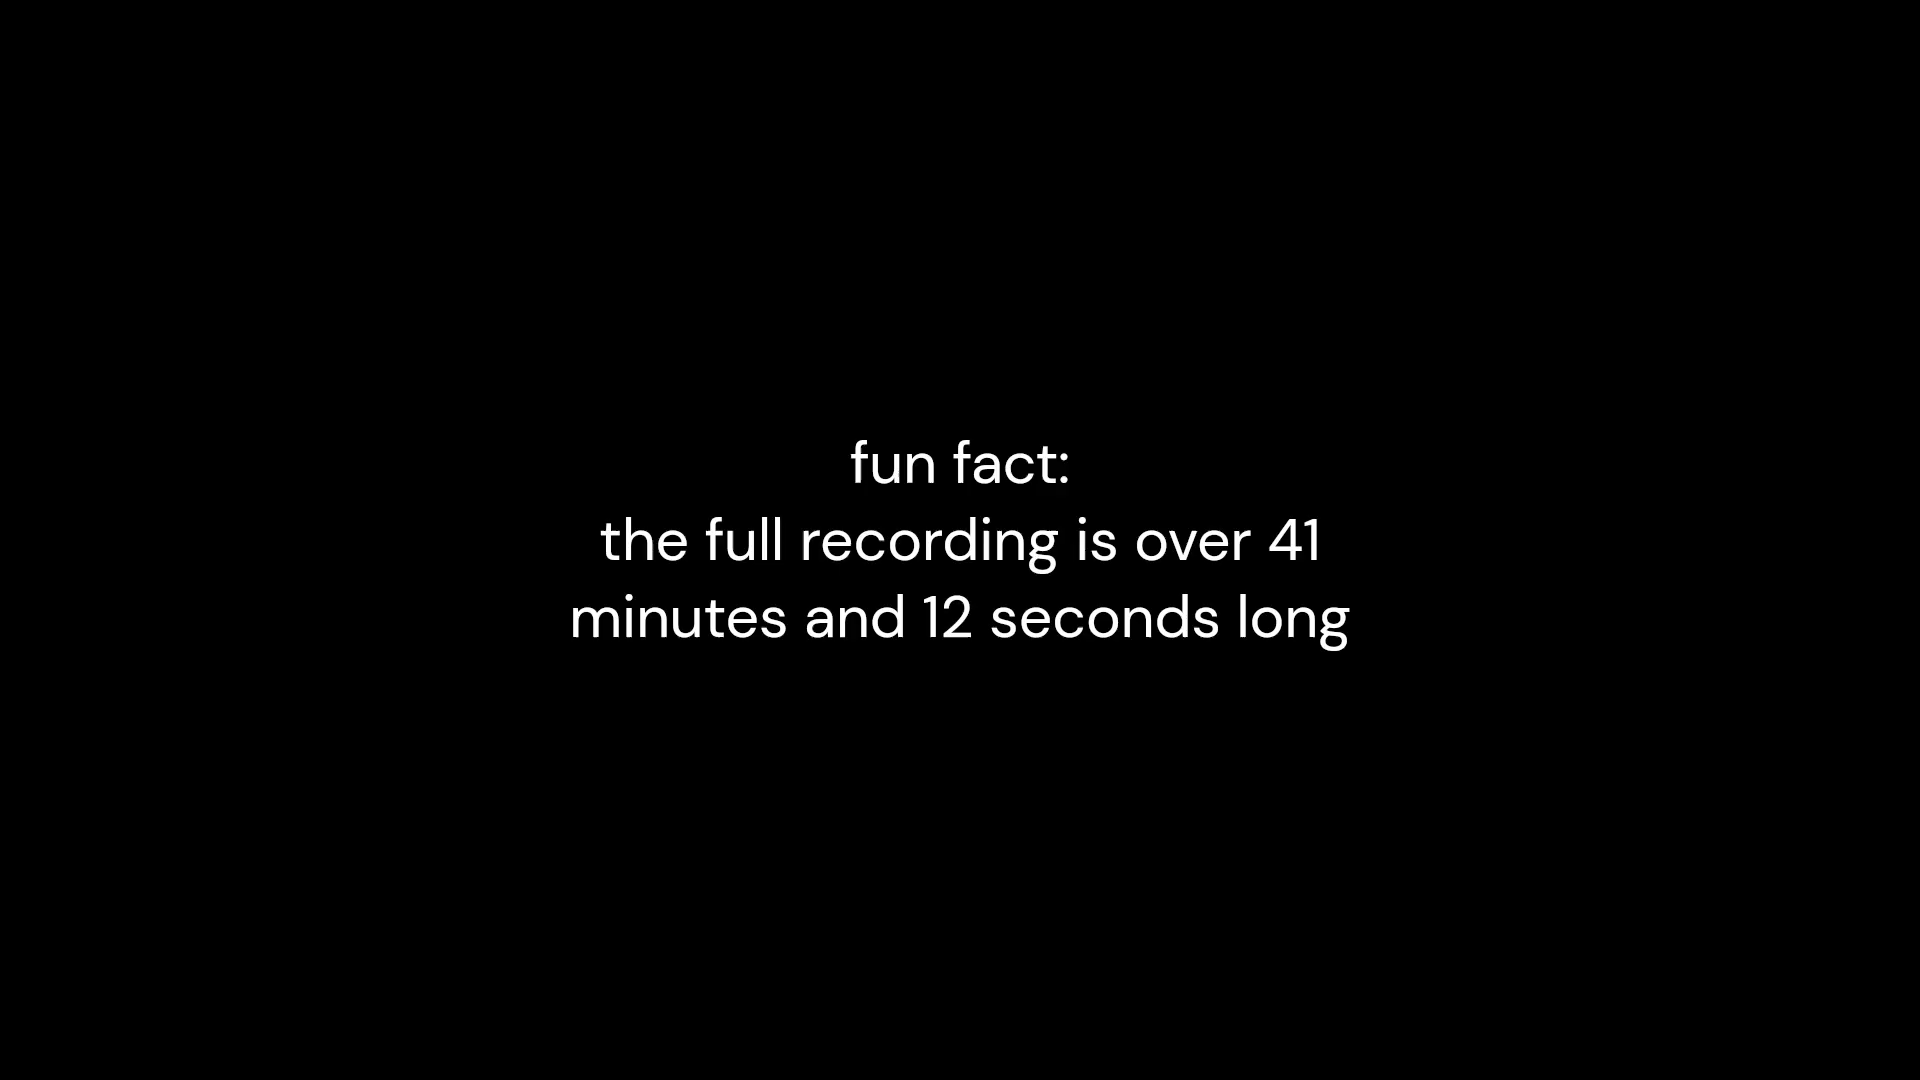 fun fact:
the full recording is over 41
minutes and 12 seconds long